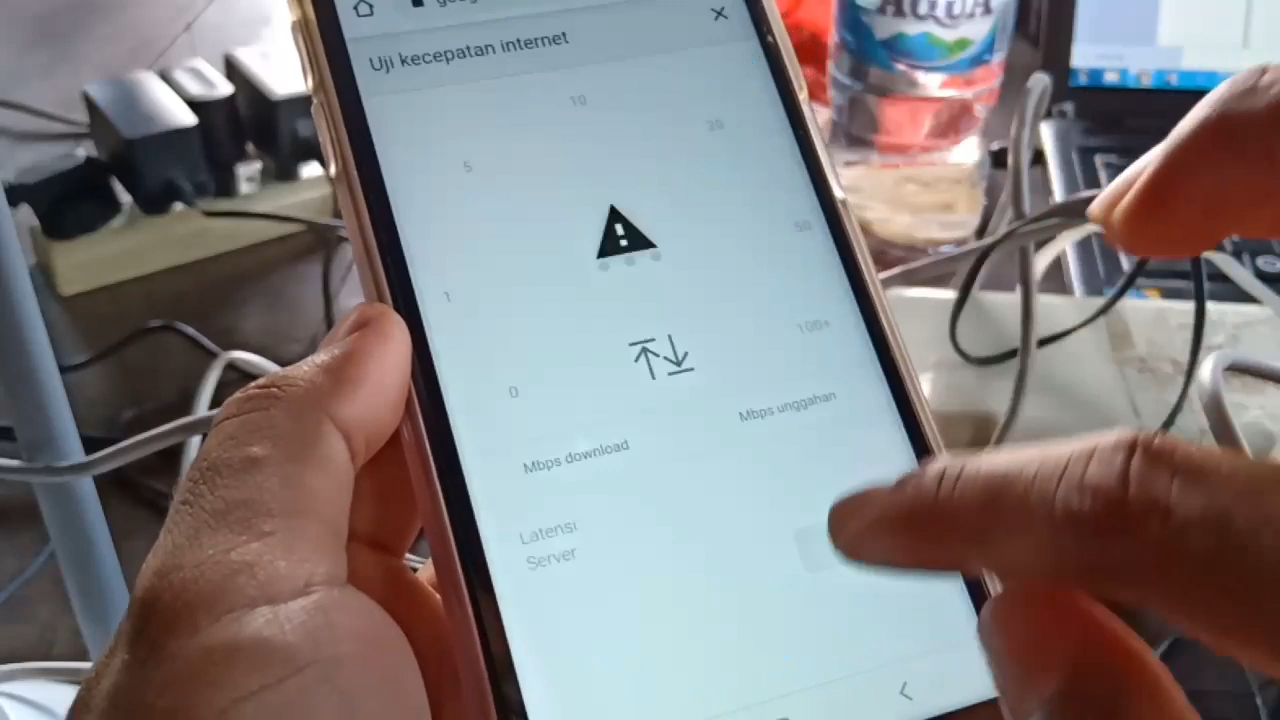 AQUA
Uji kecepatan internet
10
20
5
50
1
100+
0
Mbps unggahan
Mbps download
Latensi
Server